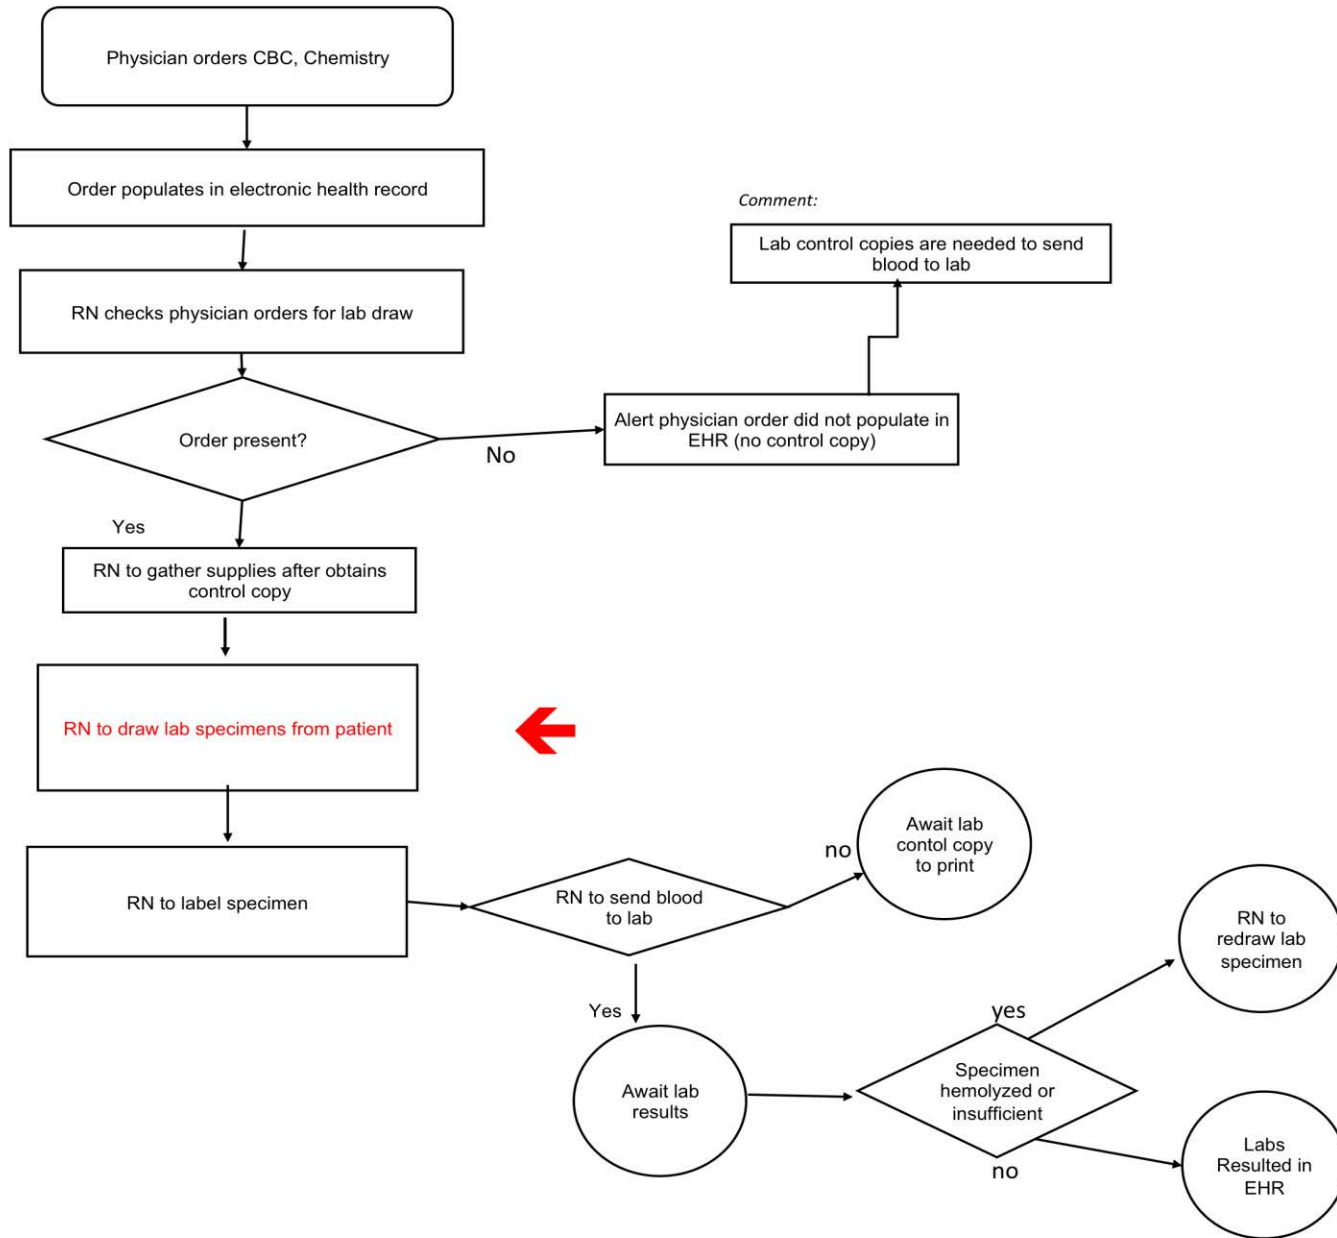 Physician orders CBC, Chemistry
Order populates in electronic health record
Comment:
Lab control copies are needed to send
blood to lab
RN checks physician orders for lab draw
Order present?
No
Alert physician order did not populate in
EHR (no control copy)
Yes
RN to gather supplies after obtains
control copy
RN to draw lab specimens from patient
RN to label specimen
RN to send blood
to lab
no
Await lab
contol copy
to print
Yes
Await lab
results
Specimen
hemolyzed or
insufficient
yes
RN to
redraw lab
specimen
no
Labs
Resulted in
EHR